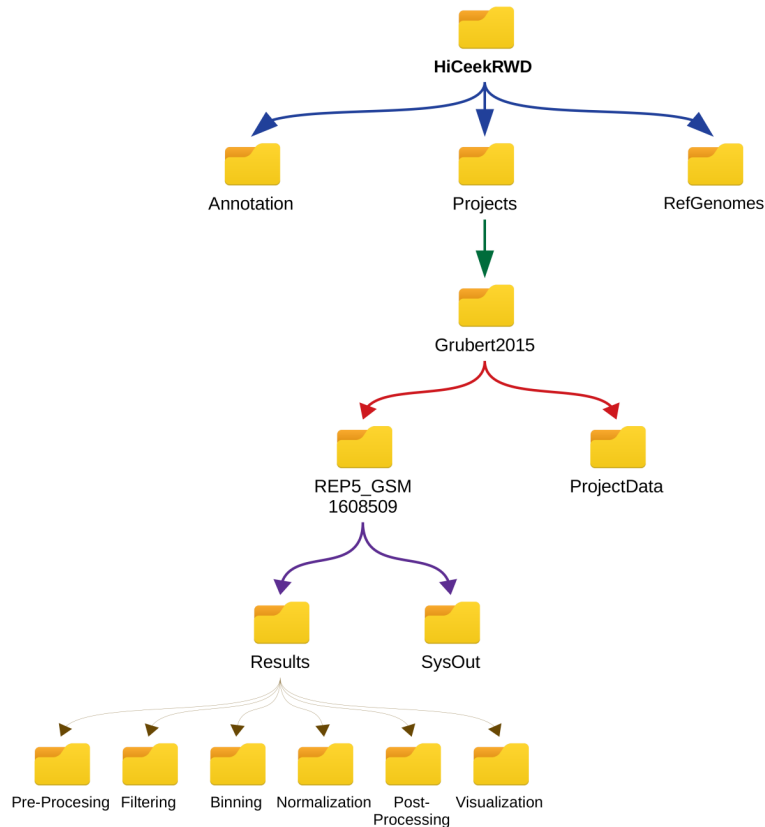 HiCeekRWD
Annotation
Projects
RefGenomes
Grubert2015
REP5_GSM
1608509
ProjectData
Results
SysOut
Pre-Procesing
Filtering
Binning
Normalization
Post-
Processing
Visualization